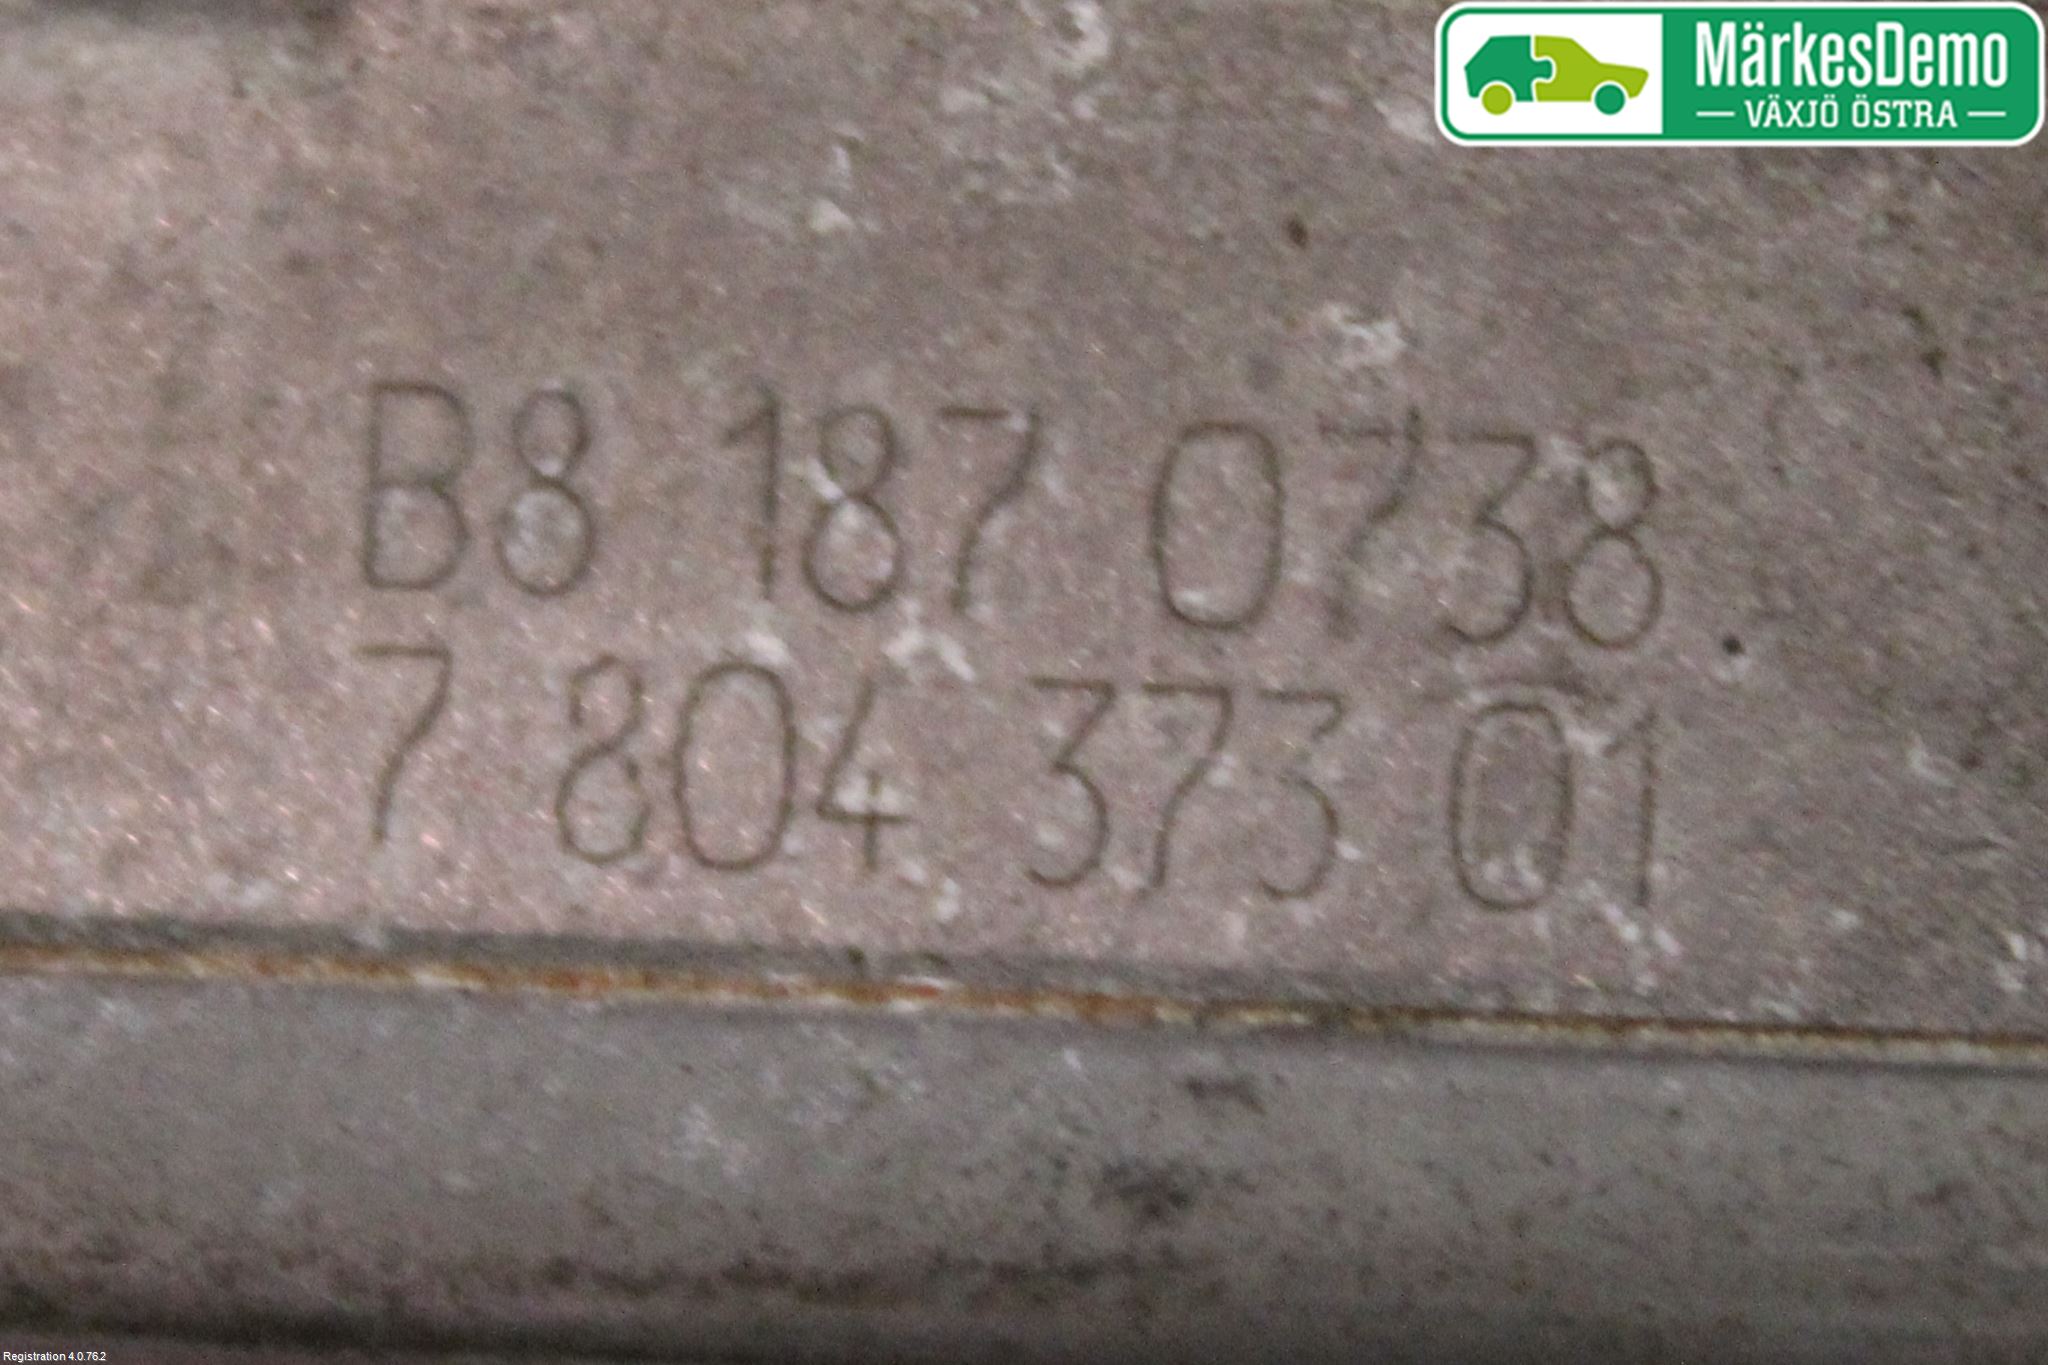 MärkesDemo
VÄXJÖ ÖSTRA
B8 187 0738
7 804 373 01
Registration 4.0.76.2